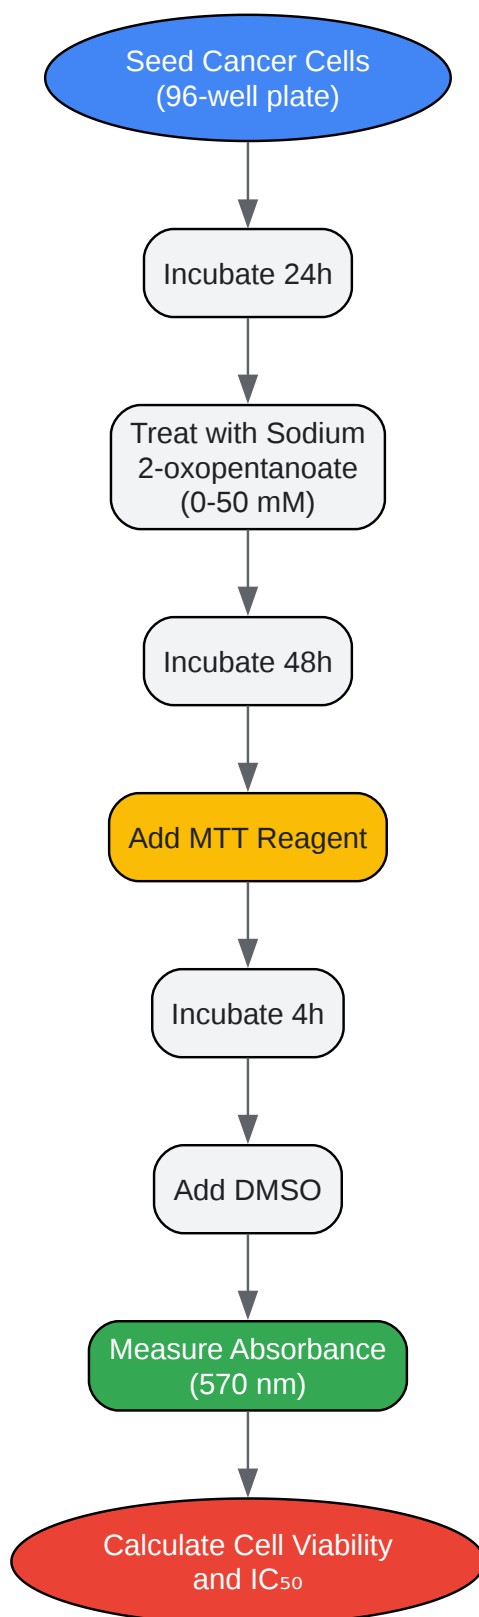 Seed Cancer Cells
(96-well plate)
Incubate 24h
Treat with Sodium
2-oxopentanoate
(0-50 mM)
Incubate 48h
Add MTT Reagent
Incubate 4h
Add DMSO
Measure Absorbance
(570 nm)
Calculate Cell Viability
and IC₅₀